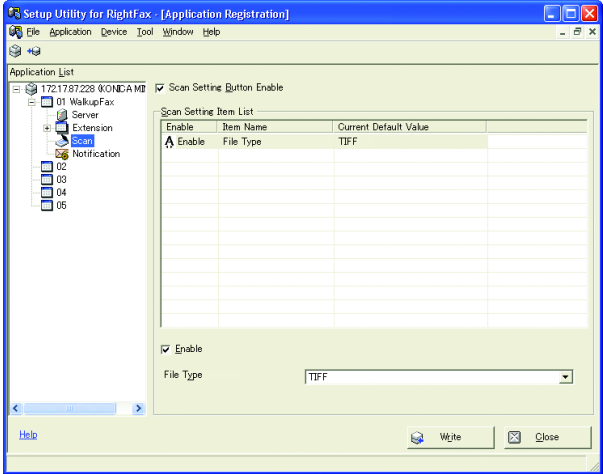 Setup Utility for RightFax - [Application Registration]
File Application Device Tool Window Help
Application List
172.17.87.228 (KONICA MI
01 WalkupFax
Server
Extension
Scan
Notification
02
03
04
05
Scan Setting Button Enable
Scan Setting Item List
Enable Item Name Current Default Value
Enable File Type TIFF
Enable
File Type TIFF
Help
Write Close